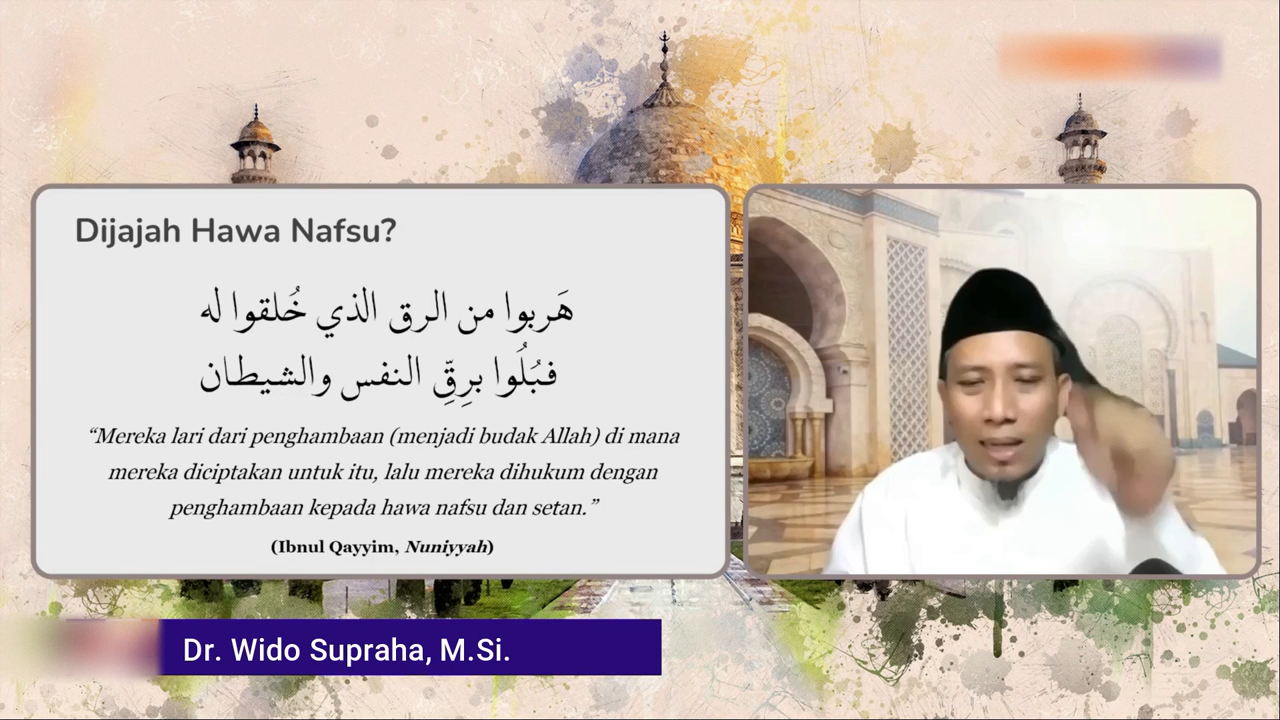 Dijajah Hawa Nafsu?
هَربوا من الرق الذي خُلقوا له
فبُلُوا برِقِّ النفس والشيطان
“Mereka lari dari penghambaan (menjadi budak Allah) di mana
mereka diciptakan untuk itu, lalu mereka dihukum dengan
penghambaan kepada hawa nafsu dan setan.”
(Ibnul Qayyim, Nuniyyah)
Dr. Wido Supraha, M.Si.